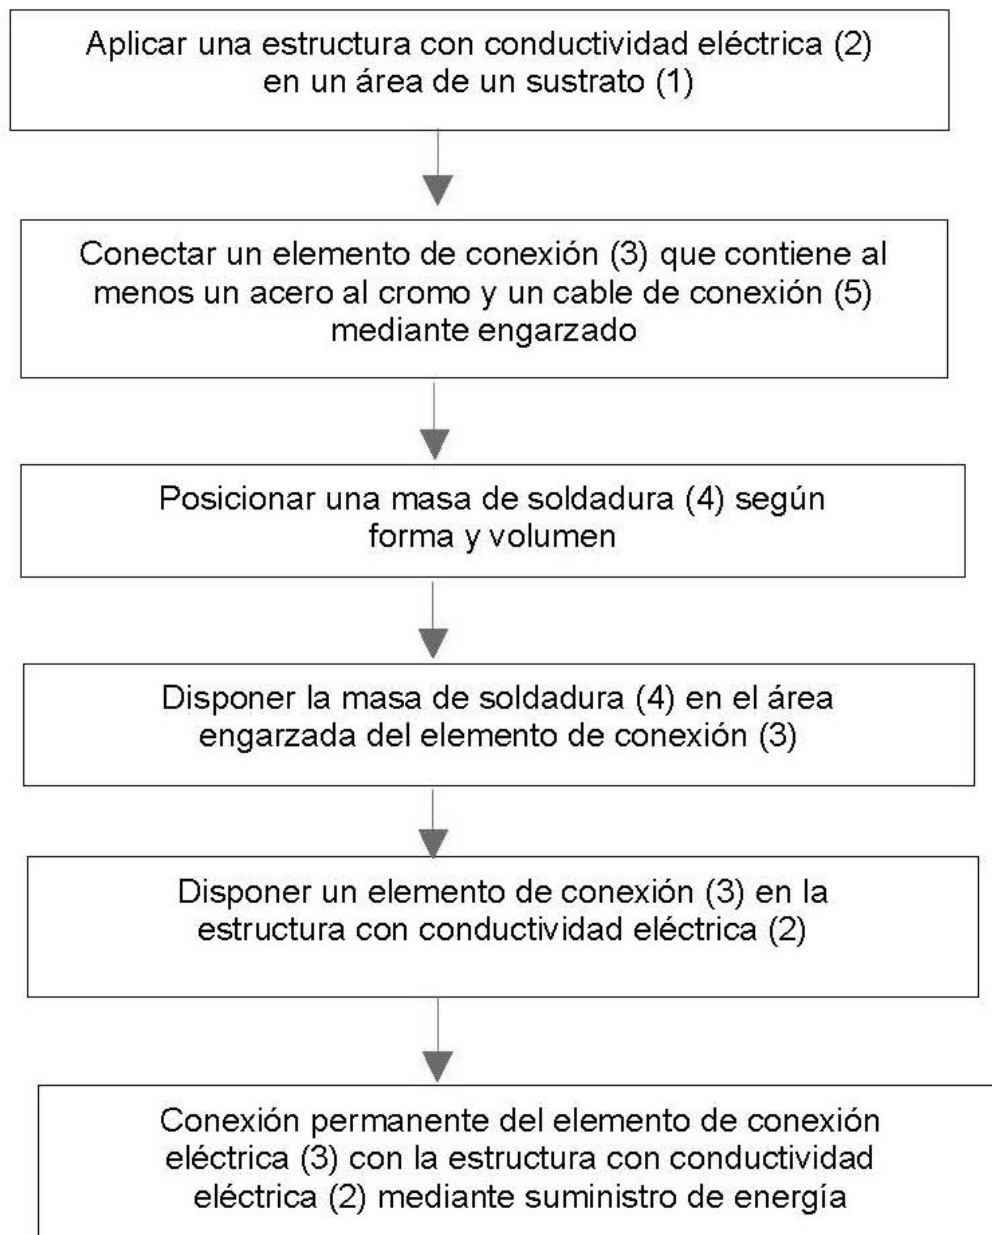 Aplicar una estructura con conductividad eléctrica (2)
en un área de un sustrato (1)
Conectar un elemento de conexión (3) que contiene al
menos un acero al cromo y un cable de conexión (5)
mediante engarzado
Posicionar una masa de soldadura (4) según
forma y volumen
Disponer la masa de soldadura (4) en el área
engarzada del elemento de conexión (3)
Disponer un elemento de conexión (3) en la
estructura con conductividad eléctrica (2)
Conexión permanente del elemento de conexión
eléctrica (3) con la estructura con conductividad
eléctrica (2) mediante suministro de energía